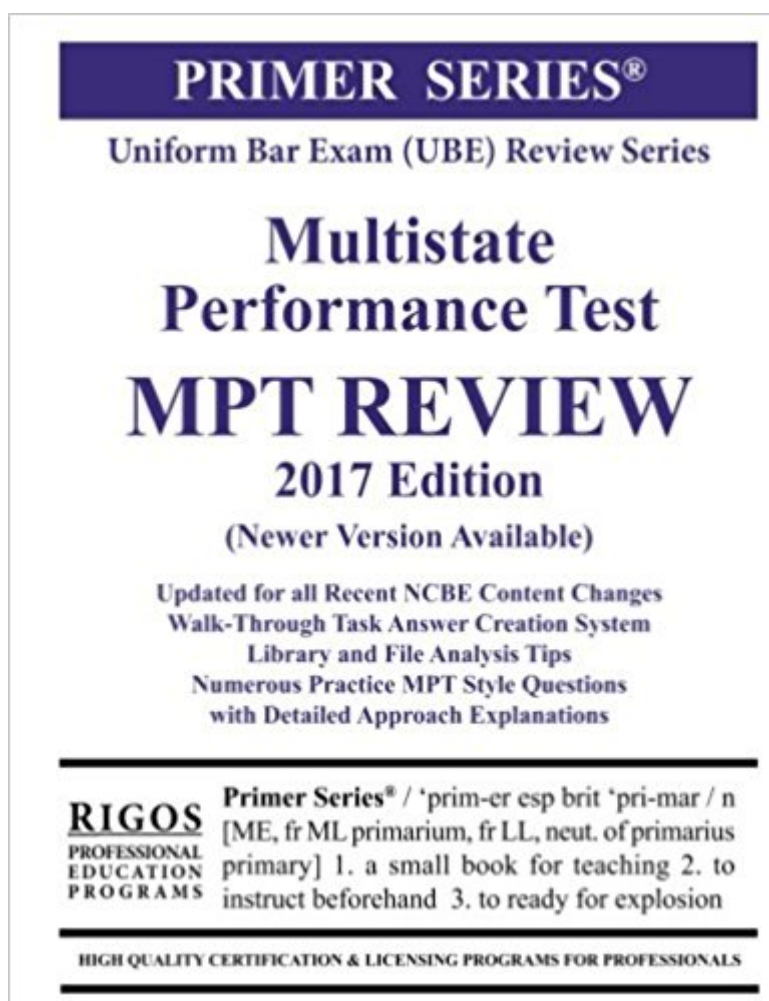 PRIMER SERIES®
Uniform Bar Exam (UBE) Review Series
Multistate
Performance Test
MPT REVIEW
2017 Edition
(Newer Version Available)
Updated for all Recent NCBE Content Changes
Walk-Through Task Answer Creation System
Library and File Analysis Tips
Numerous Practice MPT Style Questions
with Detailed Approach Explanations
RIGOS
PROFESSIONAL
EDUCATION
PROGRAMS
Primer Series® / ‘prim-er esp brit ‘pri-mar / n
[ME, fr ML primarium, fr LL, neut. of primarius
primary] 1. a small book for teaching 2. to
instruct beforehand 3. to ready for explosion
HIGH QUALITY CERTIFICATION & LICENSING PROGRAMS FOR PROFESSIONALS